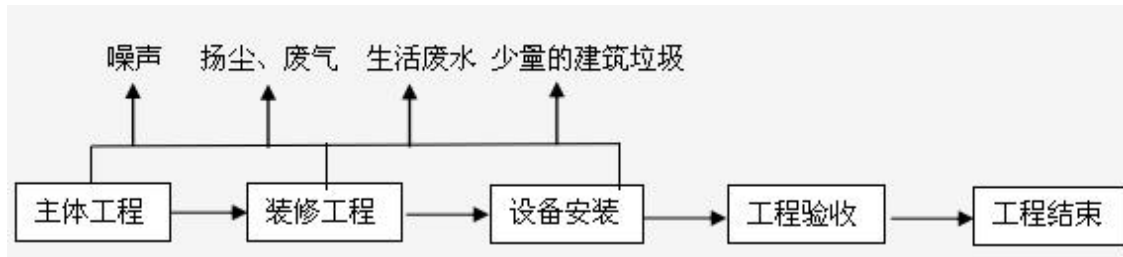 噪声 扬尘、废气 生活废水 少量的建筑垃圾
主体工程 装修工程 设备安装 工程验收 工程结束